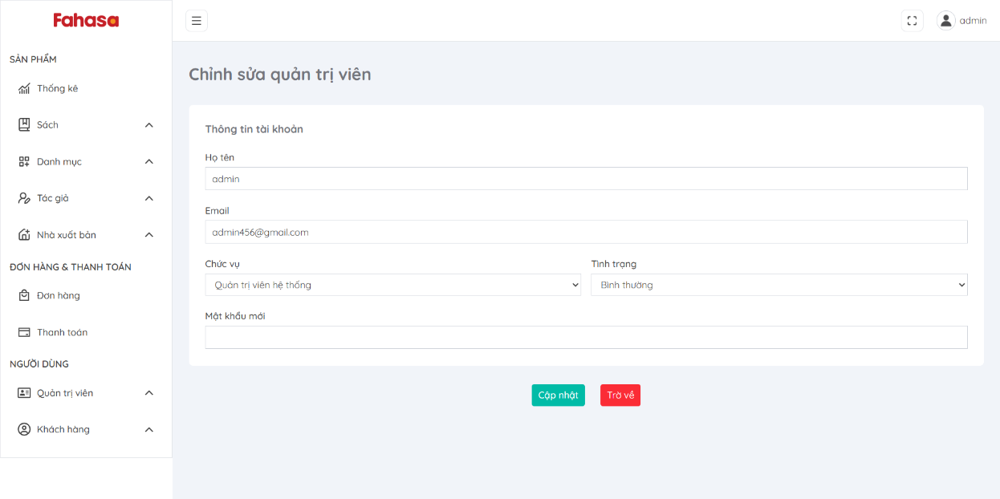 Fahasa
admin
SẢN PHẨM
Thống kê
Sách
Danh mục
Tác giả
Nhà xuất bản
ĐƠN HÀNG & THANH TOÁN
Đơn hàng
Thanh toán
NGƯỜI DÙNG
Quản trị viên
Khách hàng
Chỉnh sửa quản trị viên
Thông tin tài khoản
Họ tên
admin
Email
admin456@gmail.com
Chức vụ
Tình trạng
Quản trị viên hệ thống
Bình thường
Mật khẩu mới
Cập nhật
Trở về